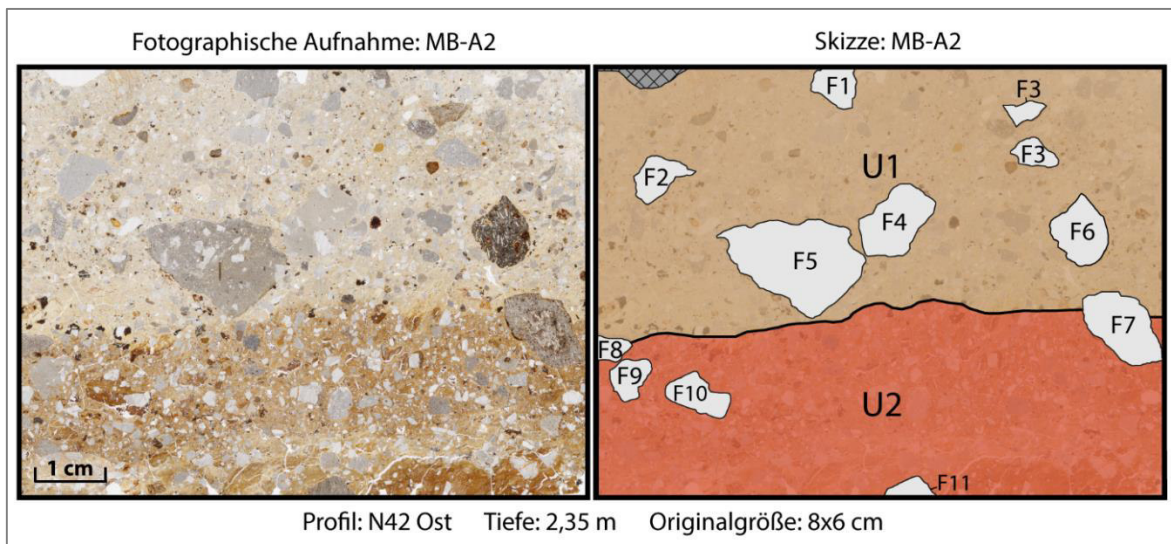 Fotographische Aufnahme: MB-A2
Skizze: MB-A2
F1
F3
F3
U1
F2
F4
F6
F5
F7
F8
F9
F10
U2
F11
1 cm
Profil: N42 Ost Tiefe: 2,35 m Originalgröße: 8x6 cm